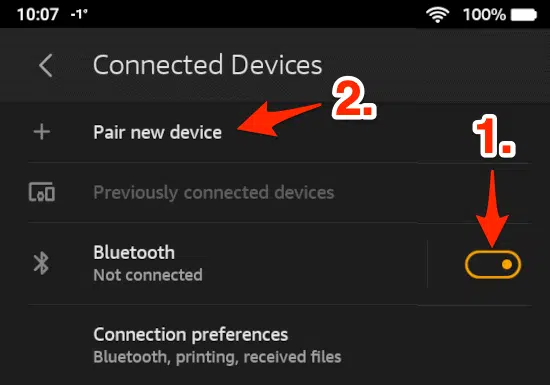 10:07 -1° 100%
Connected Devices
2.
Pair new device
1.
Previously connected devices
Bluetooth
Not connected
Connection preferences
Bluetooth, printing, received files